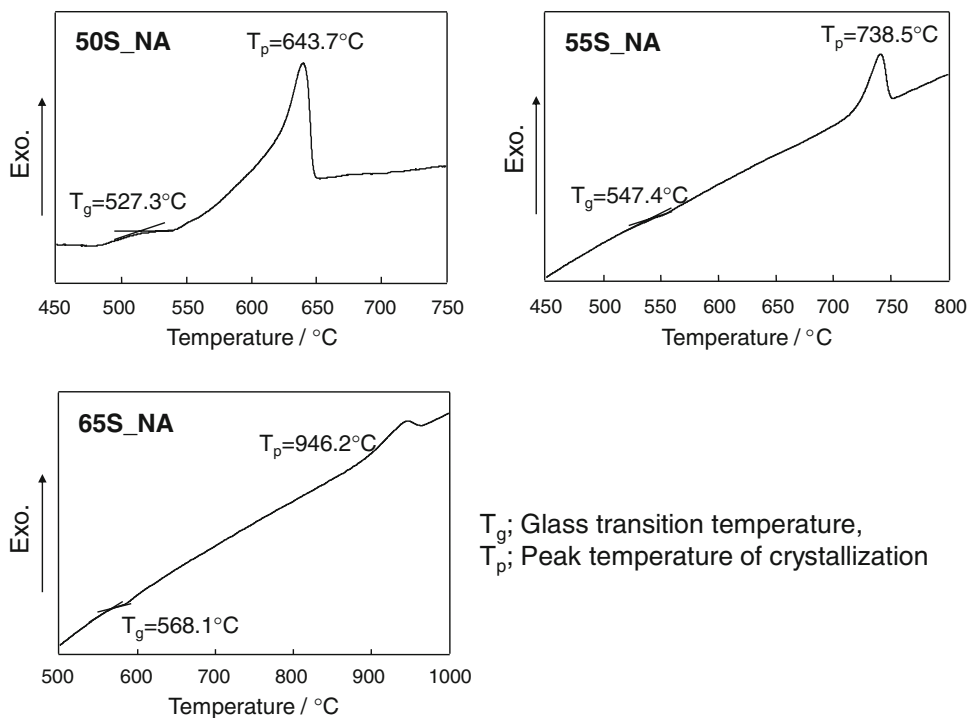 50S_NA
Tp=643.7°C
Exo.
Tg=527.3°C
450 500 550 600 650 700 750
Temperature / °C
55S_NA
Tp=738.5°C
Exo.
Tg=547.4°C
450 500 550 600 650 700 750 800
Temperature / °C
65S_NA
Tp=946.2°C
Exo.
Tg=568.1°C
500 600 700 800 900 1000
Temperature / °C
Tg; Glass transition temperature,
Tp; Peak temperature of crystallization